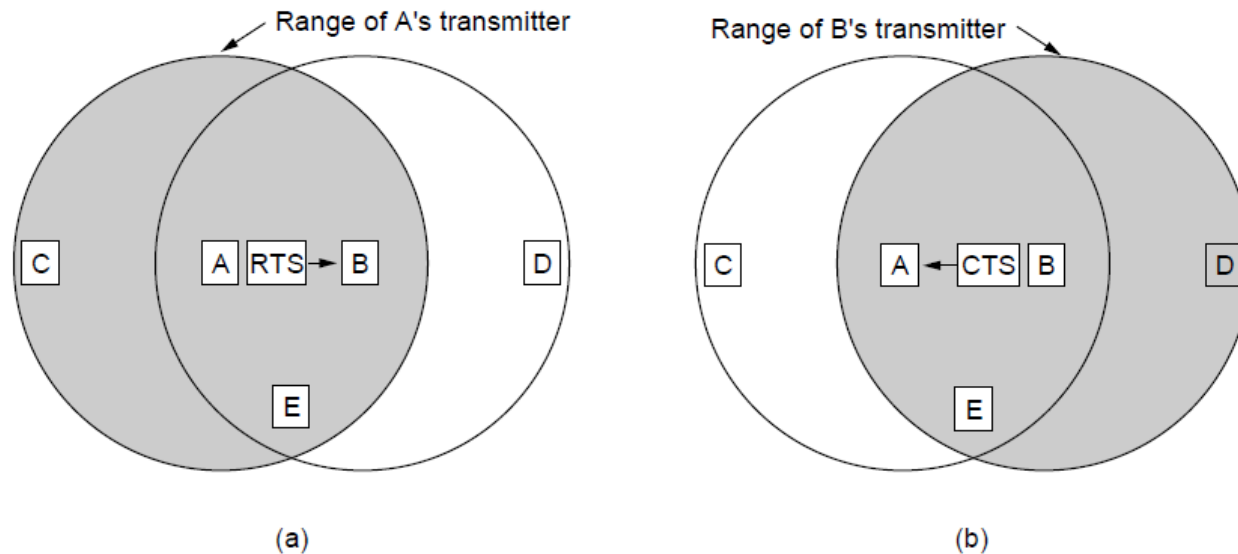 Range of A's transmitter
C
A
RTS
B
D
E
(a)
Range of B's transmitter
C
A
CTS
B
D
E
(b)